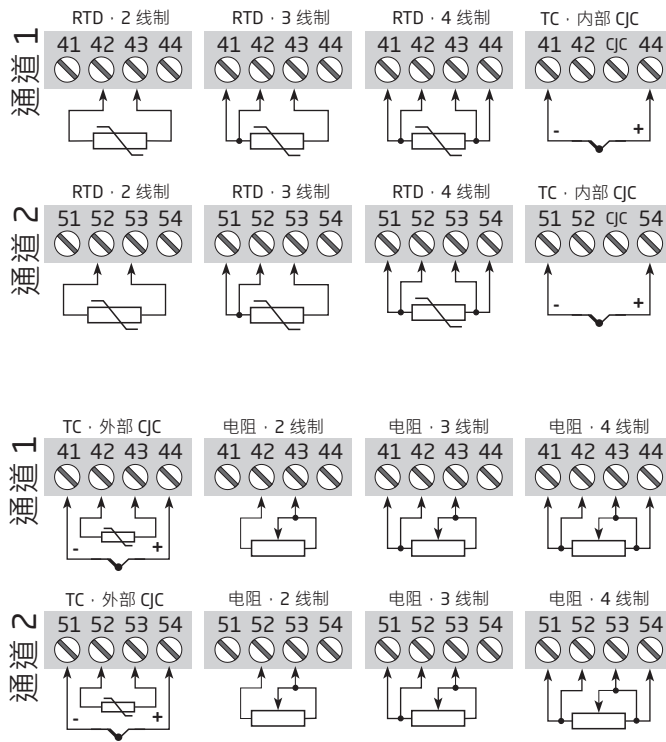 RTD · 2 线制 RTD · 3 线制 RTD · 4 线制 TC · 内部 CJC
通道 1
41 42 43 44 41 42 43 44 41 42 43 44 41 42 CJC 44
- +
RTD · 2 线制 RTD · 3 线制 RTD · 4 线制 TC · 内部 CJC
通道 2
51 52 53 54 51 52 53 54 51 52 53 54 51 52 CJC 54
- +
TC · 外部 CJC 电阻 · 2 线制 电阻 · 3 线制 电阻 · 4 线制
通道 1
41 42 43 44 41 42 43 44 41 42 43 44 41 42 43 44
- +
TC · 外部 CJC 电阻 · 2 线制 电阻 · 3 线制 电阻 · 4 线制
通道 2
51 52 53 54 51 52 53 54 51 52 53 54 51 52 53 54
- +